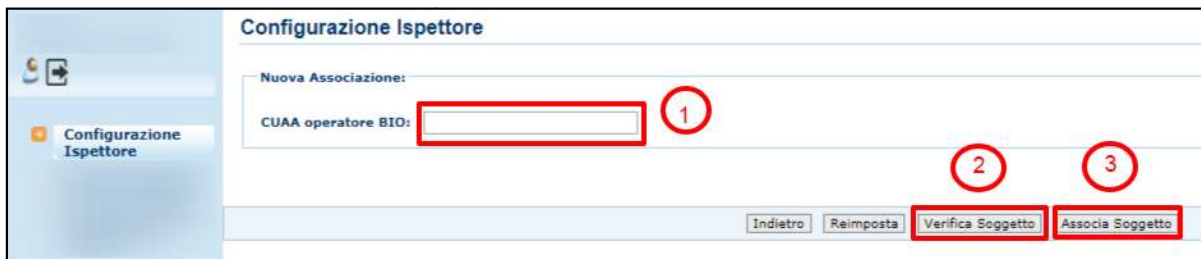 Configurazione Ispettore
Nuova Associazione:
CUAA operatore BIO:
1
Configurazione
Ispettore
2
3
Indietro
Reimposta
Verifica Soggetto
Associa Soggetto